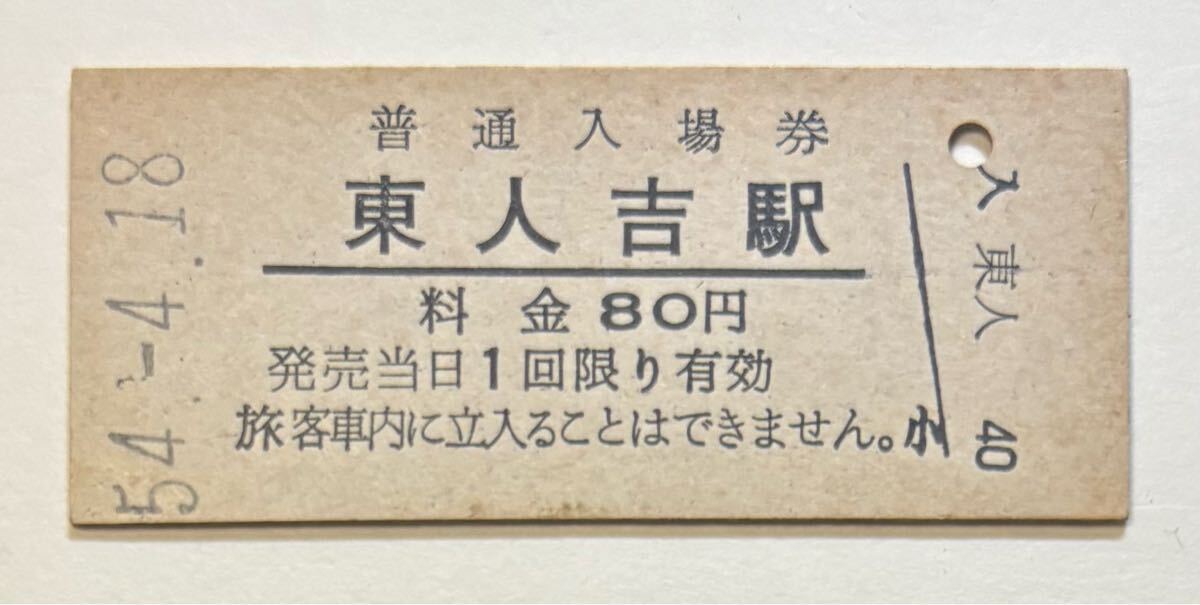 54-4.18
普通入場券
東人吉駅
料金80円
発売当日1回限り有効
旅客車内に立入ることはできません。
小
入
東人
40